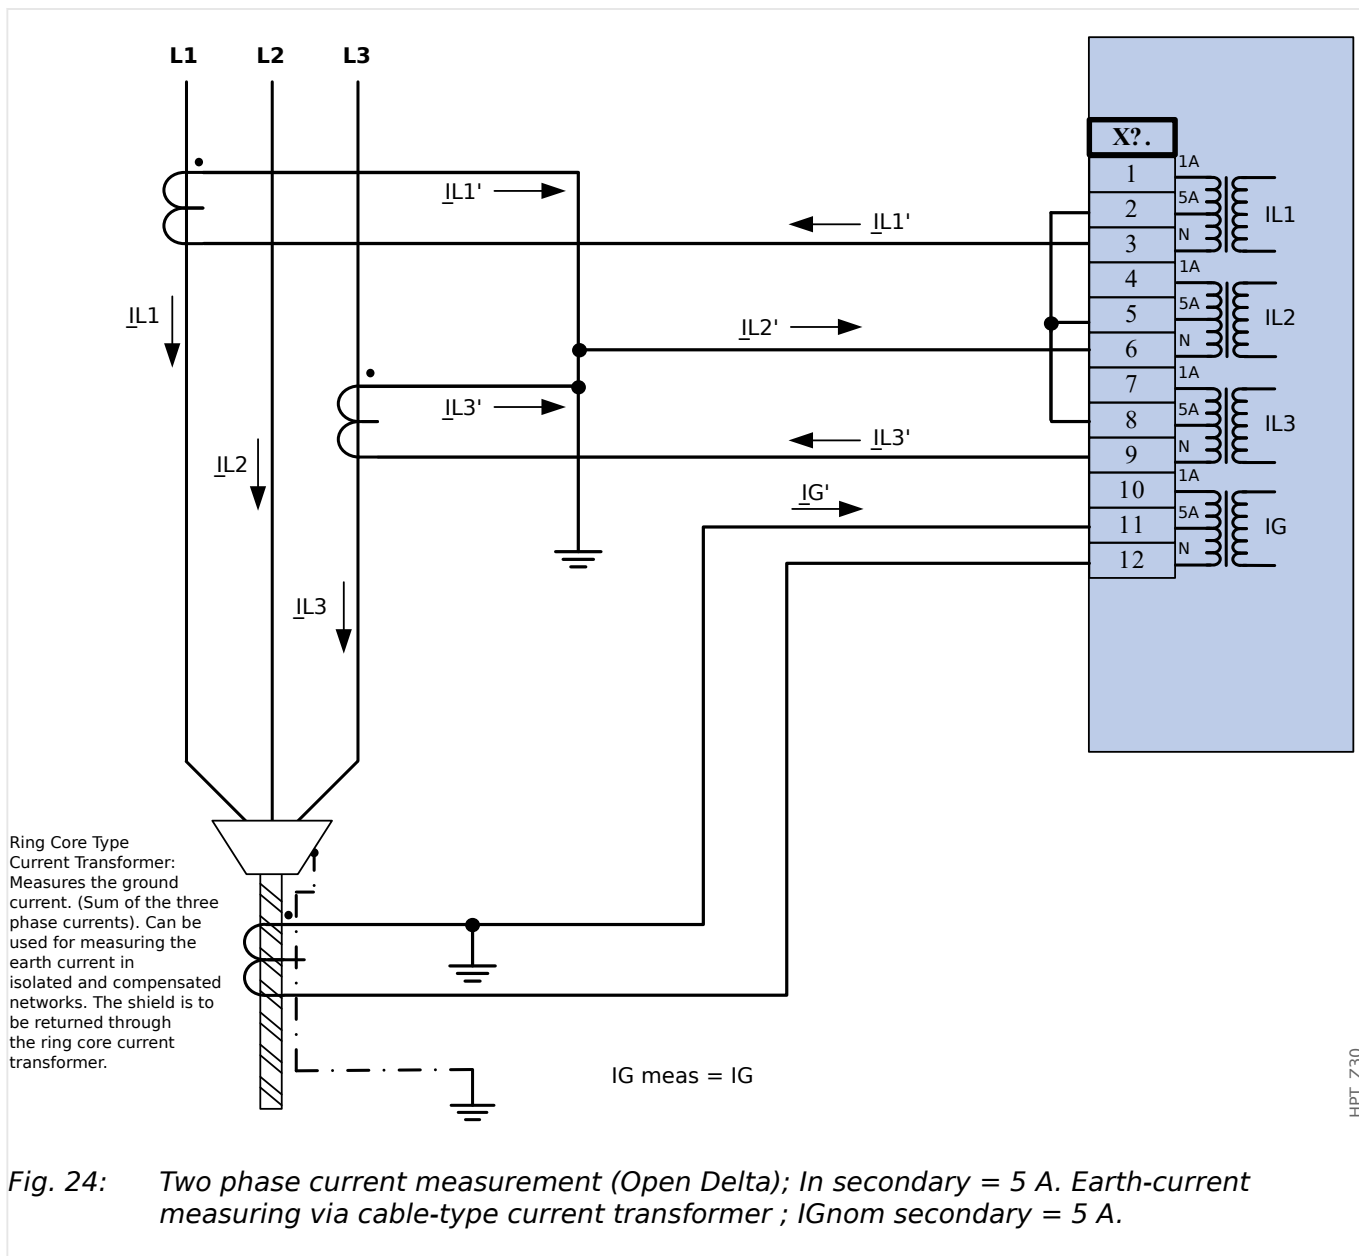 L1 L2 L3
X?.
1 1A
2 5A IL1
3 N
4 1A
5 5A IL2
6 N
7 1A
8 5A IL3
9 N
10 1A
11 5A IG
12 N
IL1'
IL1'
IL1
IL2'
IL3'
IL3'
IL2
IG'
IL3
Ring Core Type
Current Transformer:
Measures the ground
current. (Sum of the three
phase currents). Can be
used for measuring the
earth current in
isolated and compensated
networks. The shield is to
be returned through
the ring core current
transformer.
IG meas = IG
HPT_Z30
Fig. 24: Two phase current measurement (Open Delta); In secondary = 5 A. Earth-current
measuring via cable-type current transformer ; IGnom secondary = 5 A.